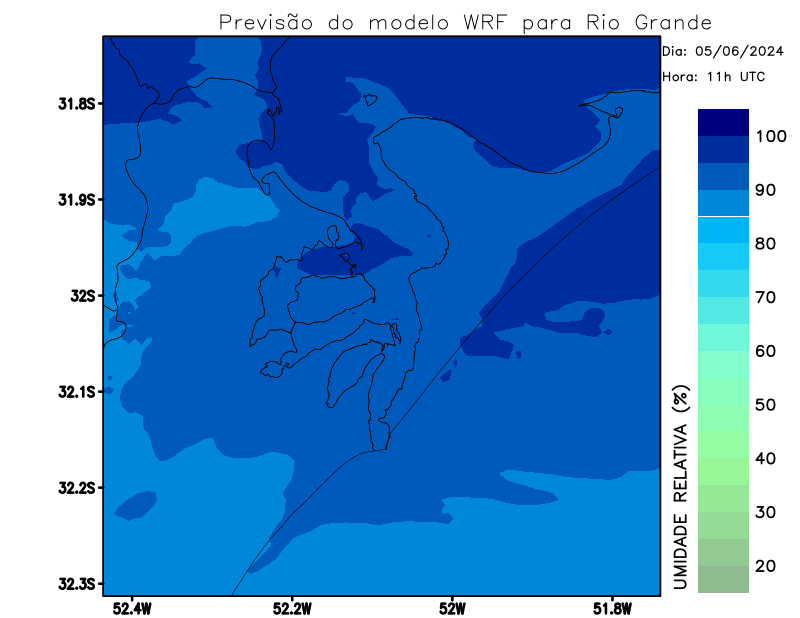 Previsão do modelo WRF para Rio Grande
Dia: 05/06/2024
Hora: 11h UTC
31.8S
31.9S
32S
32.1S
32.2S
32.3S
52.4W
52.2W
52W
51.8W
100
90
80
70
60
50
40
30
20
UMIDADE RELATIVA (%)